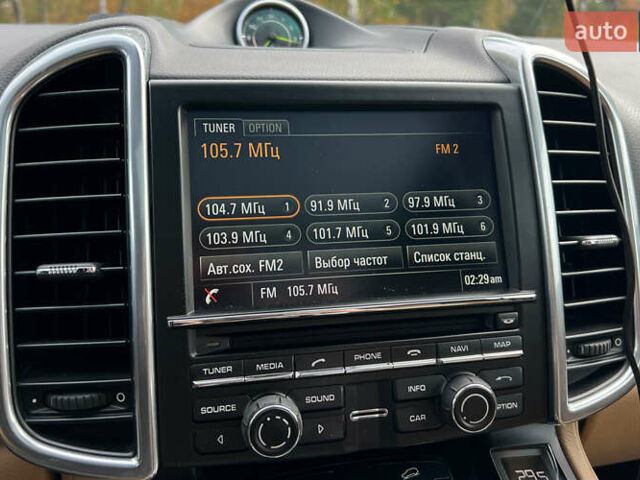 auto
TUNER OPTION
105.7 МГц FM 2
104.7 МГц 1 91.9 МГц 2 97.9 МГц 3
103.9 МГц 4 101.7 МГц 5 101.9 МГц 6
Авт.сох. FM2 Выбор частот Список станц.
FM 105.7 МГц 02:29am
TUNER MEDIA PHONE NAVI MAP
SOURCE SOUND INFO
CAR OPTION
29.5